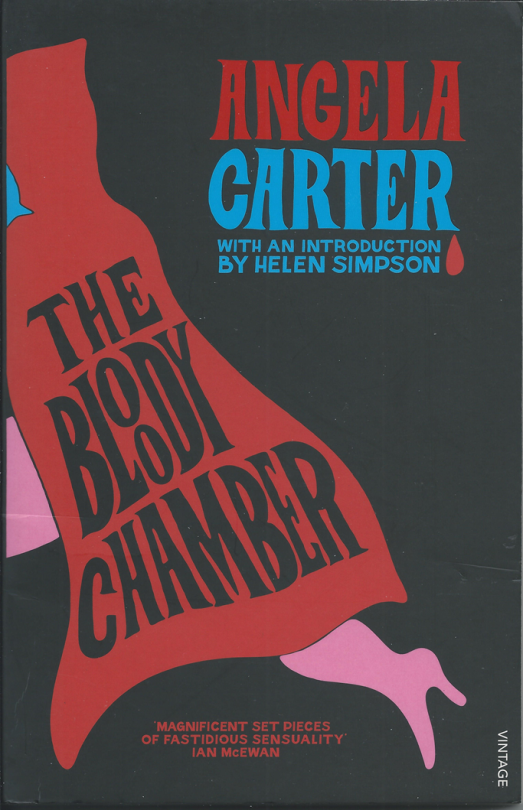 ANGELA
CARTER
WITH AN INTRODUCTION
BY HELEN SIMPSON
THE
BLOODY
CHAMBER
"MAGNIFICENT SET PIECES
OF FASTIDIOUS SENSUALITY"
IAN McEWAN
VINTAGE